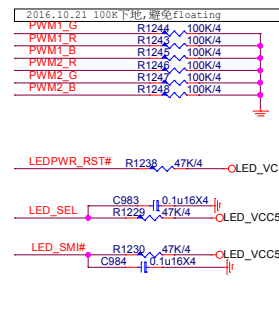 2016.10.21 100K下地,避免floating
PWM1_G R1244 100K/4
PWM1_R R1243 100K/4
PWM1_B R1245 100K/4
PWM2_R R1246 100K/4
PWM2_G R1247 100K/4
PWM2_B R1248 100K/4
LEDPWR_RST# R1238 47K/4 LED_VC
C983 0.1u16X4
LED_SEL R1229 47K/4 LED_VCC5
LED_SMI# R1230 47K/4 LED_VCC5
C984 0.1u16X4